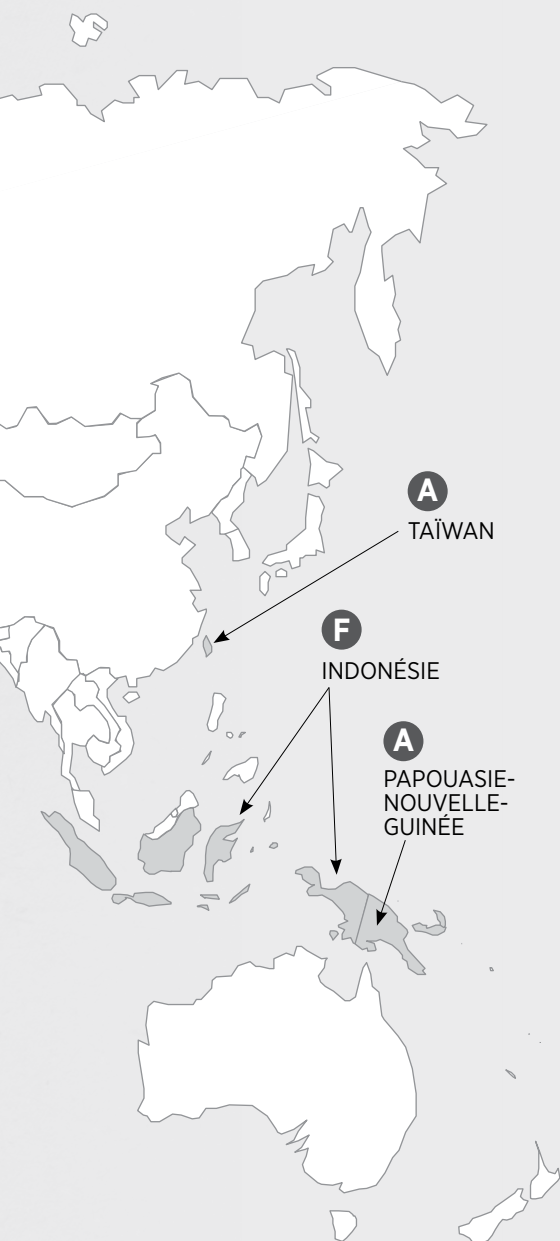 A
TAÏWAN
F
INDONÉSIE
A
PAPOUASIE-
NOUVELLE-
GUINÉE